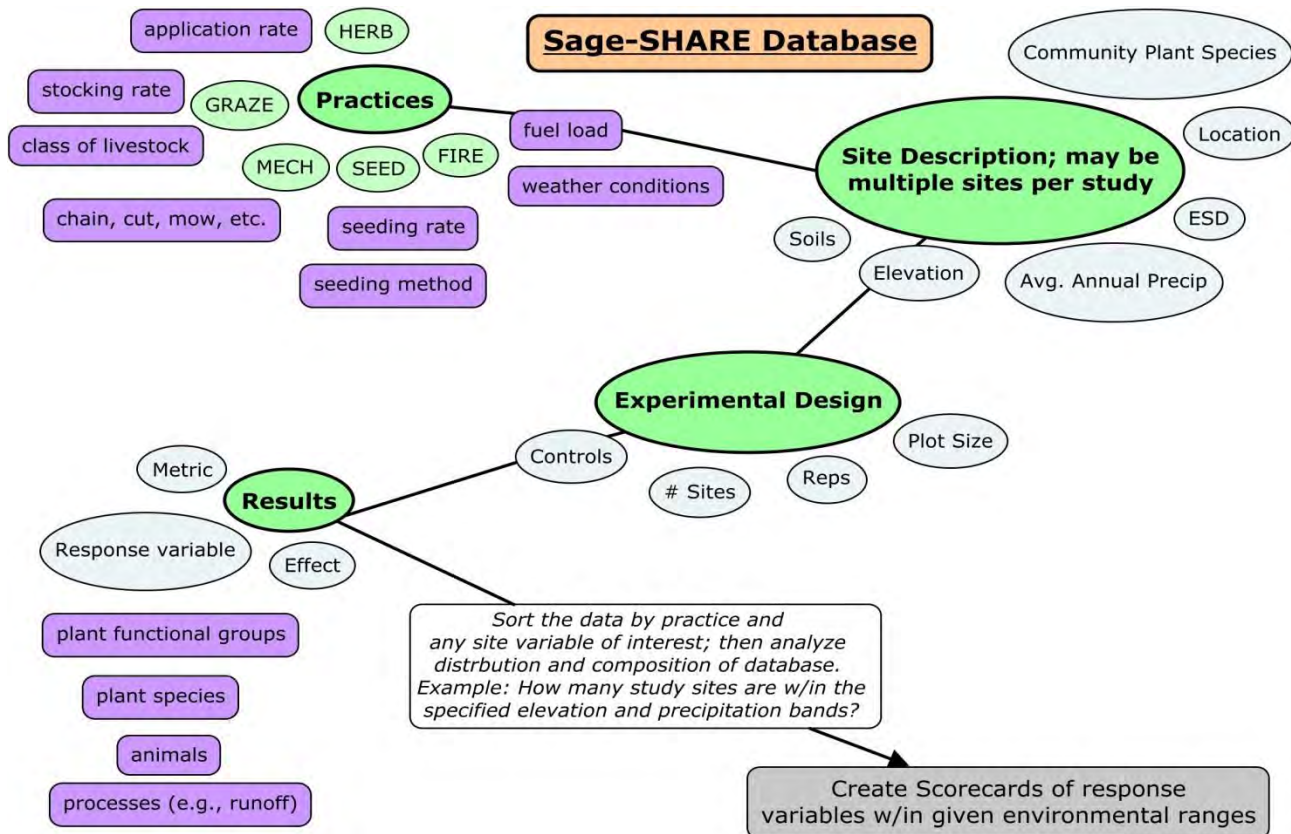 Sage-SHARE Database
application rate
HERB
stocking rate
GRAZE
Practices
class of livestock
MECH
SEED
FIRE
fuel load
weather conditions
chain, cut, mow, etc.
seeding rate
seeding method
Community Plant Species
Location
Site Description; may be
multiple sites per study
ESD
Soils
Elevation
Avg. Annual Precip
Experimental Design
Plot Size
Controls
Reps
# Sites
Metric
Results
Response variable
Effect
plant functional groups
plant species
animals
processes (e.g., runoff)
Sort the data by practice and
any site variable of interest; then analyze
distrbution and composition of database.
Example: How many study sites are w/in the
specified elevation and precipitation bands?
Create Scorecards of response
variables w/in given environmental ranges